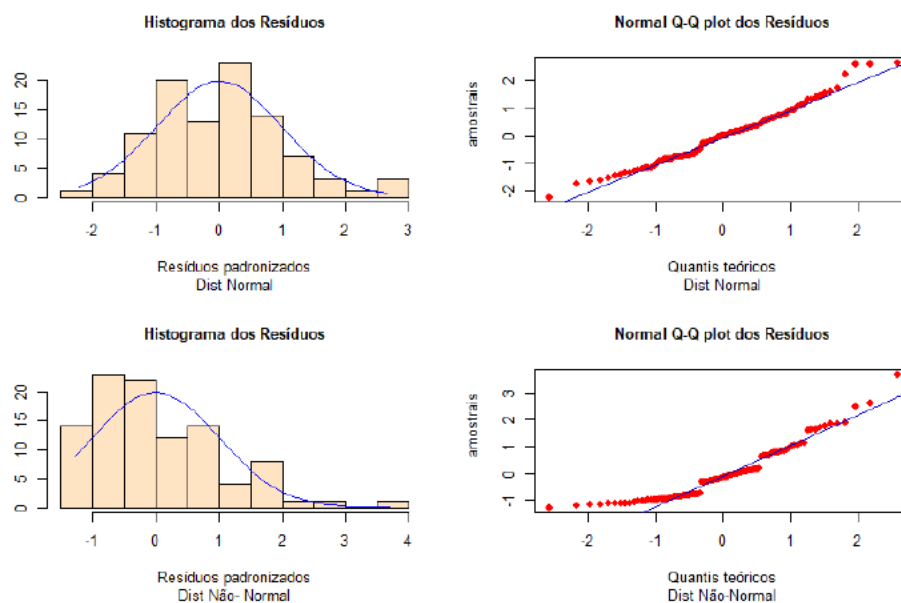 Histograma dos Resíduos
20
15
10
5
0
-2 -1 0 1 2 3
Resíduos padronizados
Dist Normal
Normal Q-Q plot dos Resíduos
amostrais
2
1
0
-1
-2
-2 -1 0 1 2
Quantis teóricos
Dist Normal
Histograma dos Resíduos
20
15
10
5
0
-1 0 1 2 3 4
Resíduos padronizados
Dist Não- Normal
Normal Q-Q plot dos Resíduos
amostrais
3
2
1
0
-1
-2 -1 0 1 2
Quantis teóricos
Dist Não-Normal